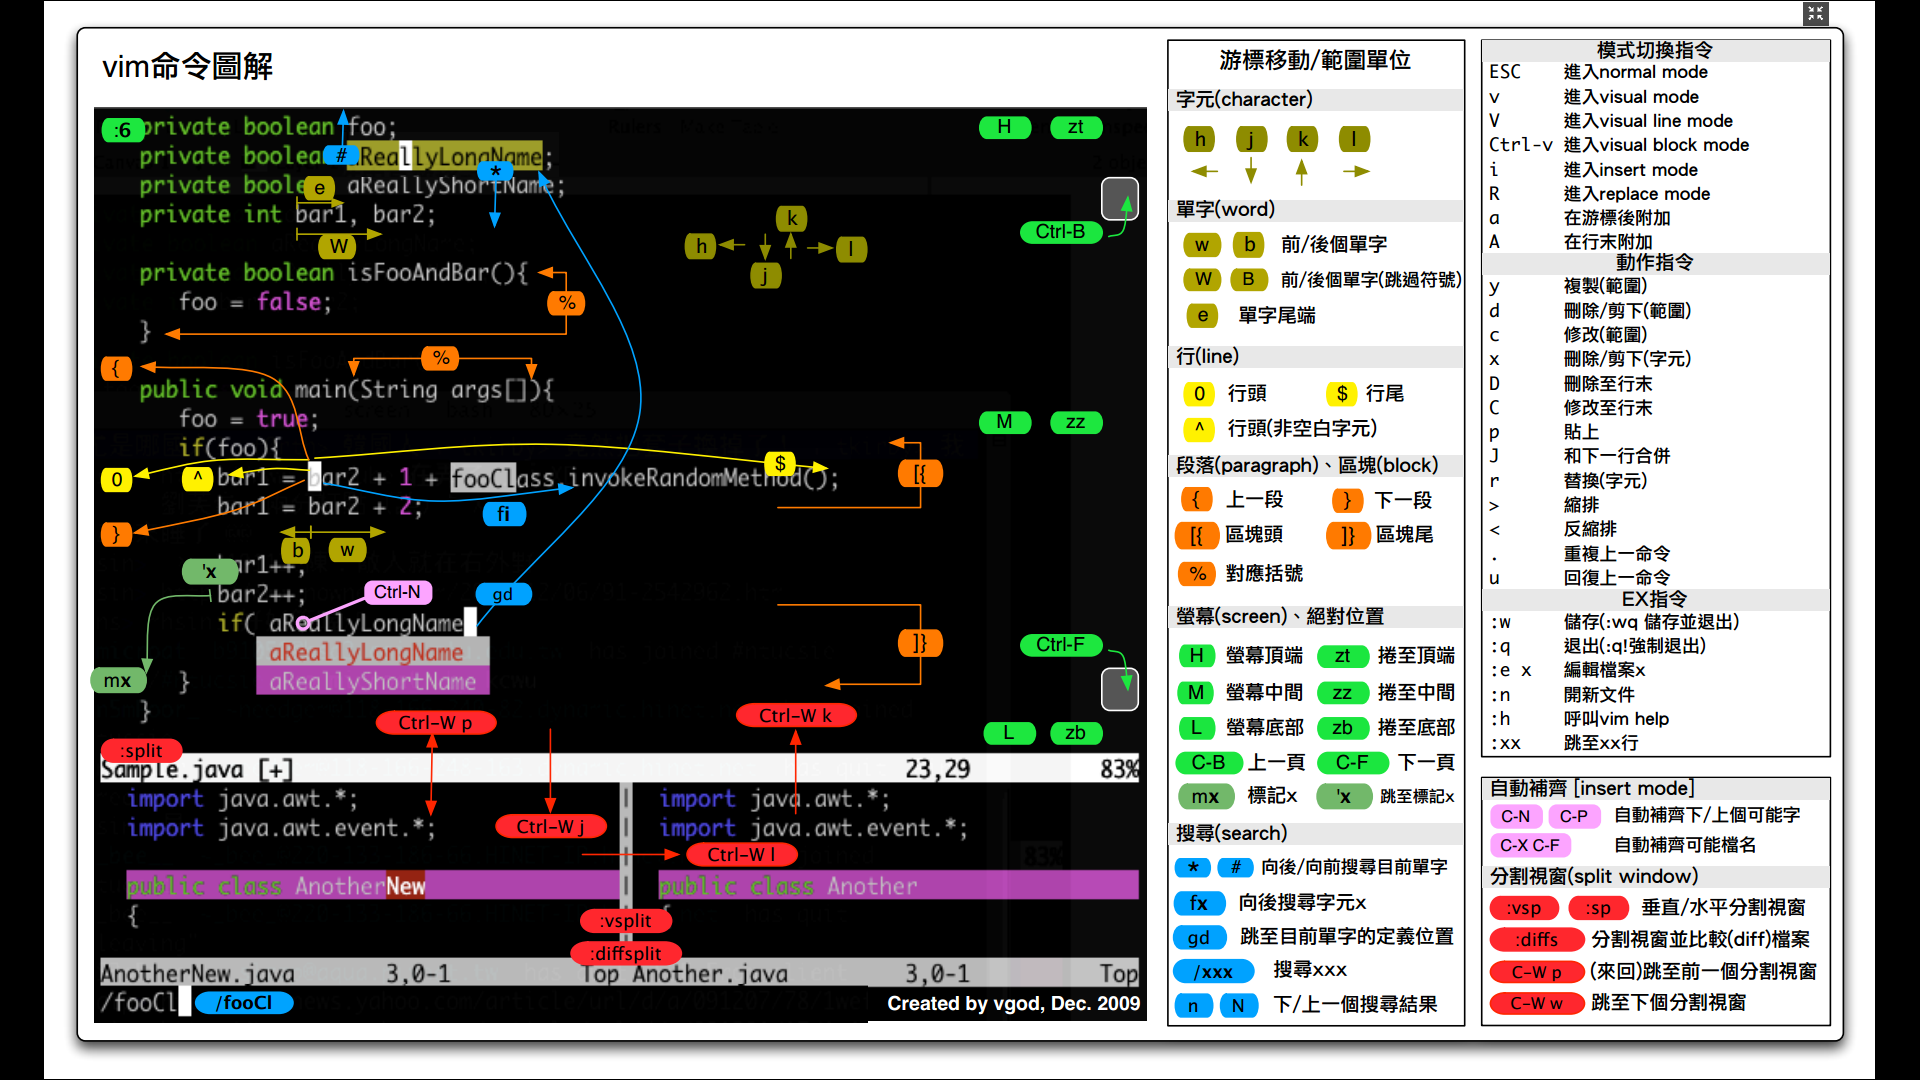 vim命令圖解
:6
private boolean foo;
H
zt
private boolean
#
aReallyLongName;
*
private boole
e
aReallyShortName;
private int bar1, bar2;
W
k
h
l
j
Ctrl-B
private boolean isFooAndBar(){
foo = false;
%
}
{
%
public void main(String args[]){
foo = true;
M
zz
if(foo){
$
0
^
bar1 = bar2 + 1 + fooClass.invokeRandomMethod();
[{
bar1 = bar2 + 2;
fi
}
b
w
'x
bar1++;
Ctrl-N
gd
bar2++;
if( aReallyLongName
]}
Ctrl-F
aReallyLongName
mx
}
aReallyShortName
}
Ctrl-W p
Ctrl-W k
L
zb
:split
Sample.java [+]
23,29
83%
import java.awt.*;
import java.awt.*;
import java.awt.event.*;
Ctrl-W j
import java.awt.event.*;
Ctrl-W l
public class AnotherNew
public class Another
{
:vsplit
{
:diffsplit
AnotherNew.java
3,0-1
Top
Another.java
3,0-1
Top
/fooCl
/fooCl
Created by vgod, Dec. 2009
游標移動/範圍單位
字元(character)
h
j
k
l
單字(word)
w
b
前/後個單字
W
B
前/後個單字(跳過符號)
e
單字尾端
行(line)
0
行頭
$
行尾
^
行頭(非空白字元)
段落(paragraph)、區塊(block)
{
上一段
}
下一段
[{
區塊頭
]}
區塊尾
%
對應括號
螢幕(screen)、絕對位置
H
螢幕頂端
zt
捲至頂端
M
螢幕中間
zz
捲至中間
L
螢幕底部
zb
捲至底部
C-B
上一頁
C-F
下一頁
mx
標記x
'x
跳至標記x
搜尋(search)
*
#
向後/向前搜尋目前單字
fx
向後搜尋字元x
gd
跳至目前單字的定義位置
/xxx
搜尋xxx
n
N
下/上一個搜尋結果
模式切換指令
ESC 進入normal mode
v 進入visual mode
V 進入visual line mode
Ctrl-v 進入visual block mode
i 進入insert mode
R 進入replace mode
a 在游標後附加
A 在行末附加
動作指令
y 複製(範圍)
d 刪除/剪下(範圍)
c 修改(範圍)
x 刪除/剪下(字元)
D 刪除至行末
C 修改至行末
p 貼上
J 和下一行合併
r 替換(字元)
> 縮排
< 反縮排
. 重複上一命令
u 回復上一命令
EX指令
:w 儲存(:wq 儲存並退出)
:q 退出(:q!強制退出)
:e x 編輯檔案x
:n 開新文件
:h 呼叫vim help
:xx 跳至xx行
自動補齊 [insert mode]
C-N
C-P
自動補齊下/上個可能字
C-X C-F
自動補齊可能檔名
分割視窗(split window)
:vsp
:sp
垂直/水平分割視窗
:diffs
分割視窗並比較(diff)檔案
C-W p
(來回)跳至前一個分割視窗
C-W w
跳至下個分割視窗